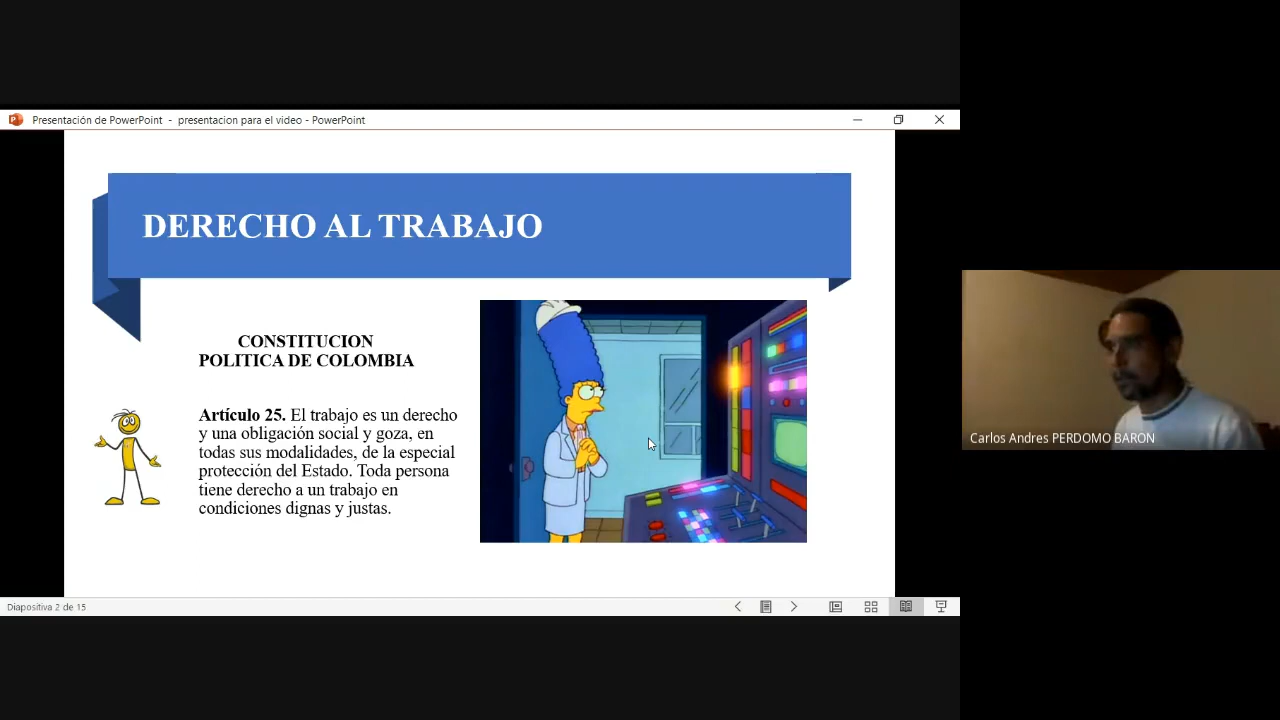 Presentación de PowerPoint - presentacion para el video - PowerPoint
DERECHO AL TRABAJO
CONSTITUCION
POLITICA DE COLOMBIA
Artículo 25. El trabajo es un derecho
y una obligación social y goza, en
todas sus modalidades, de la especial
protección del Estado. Toda persona
tiene derecho a un trabajo en
condiciones dignas y justas.
Carlos Andres PERDOMO BARON
Diapositiva 2 de 15